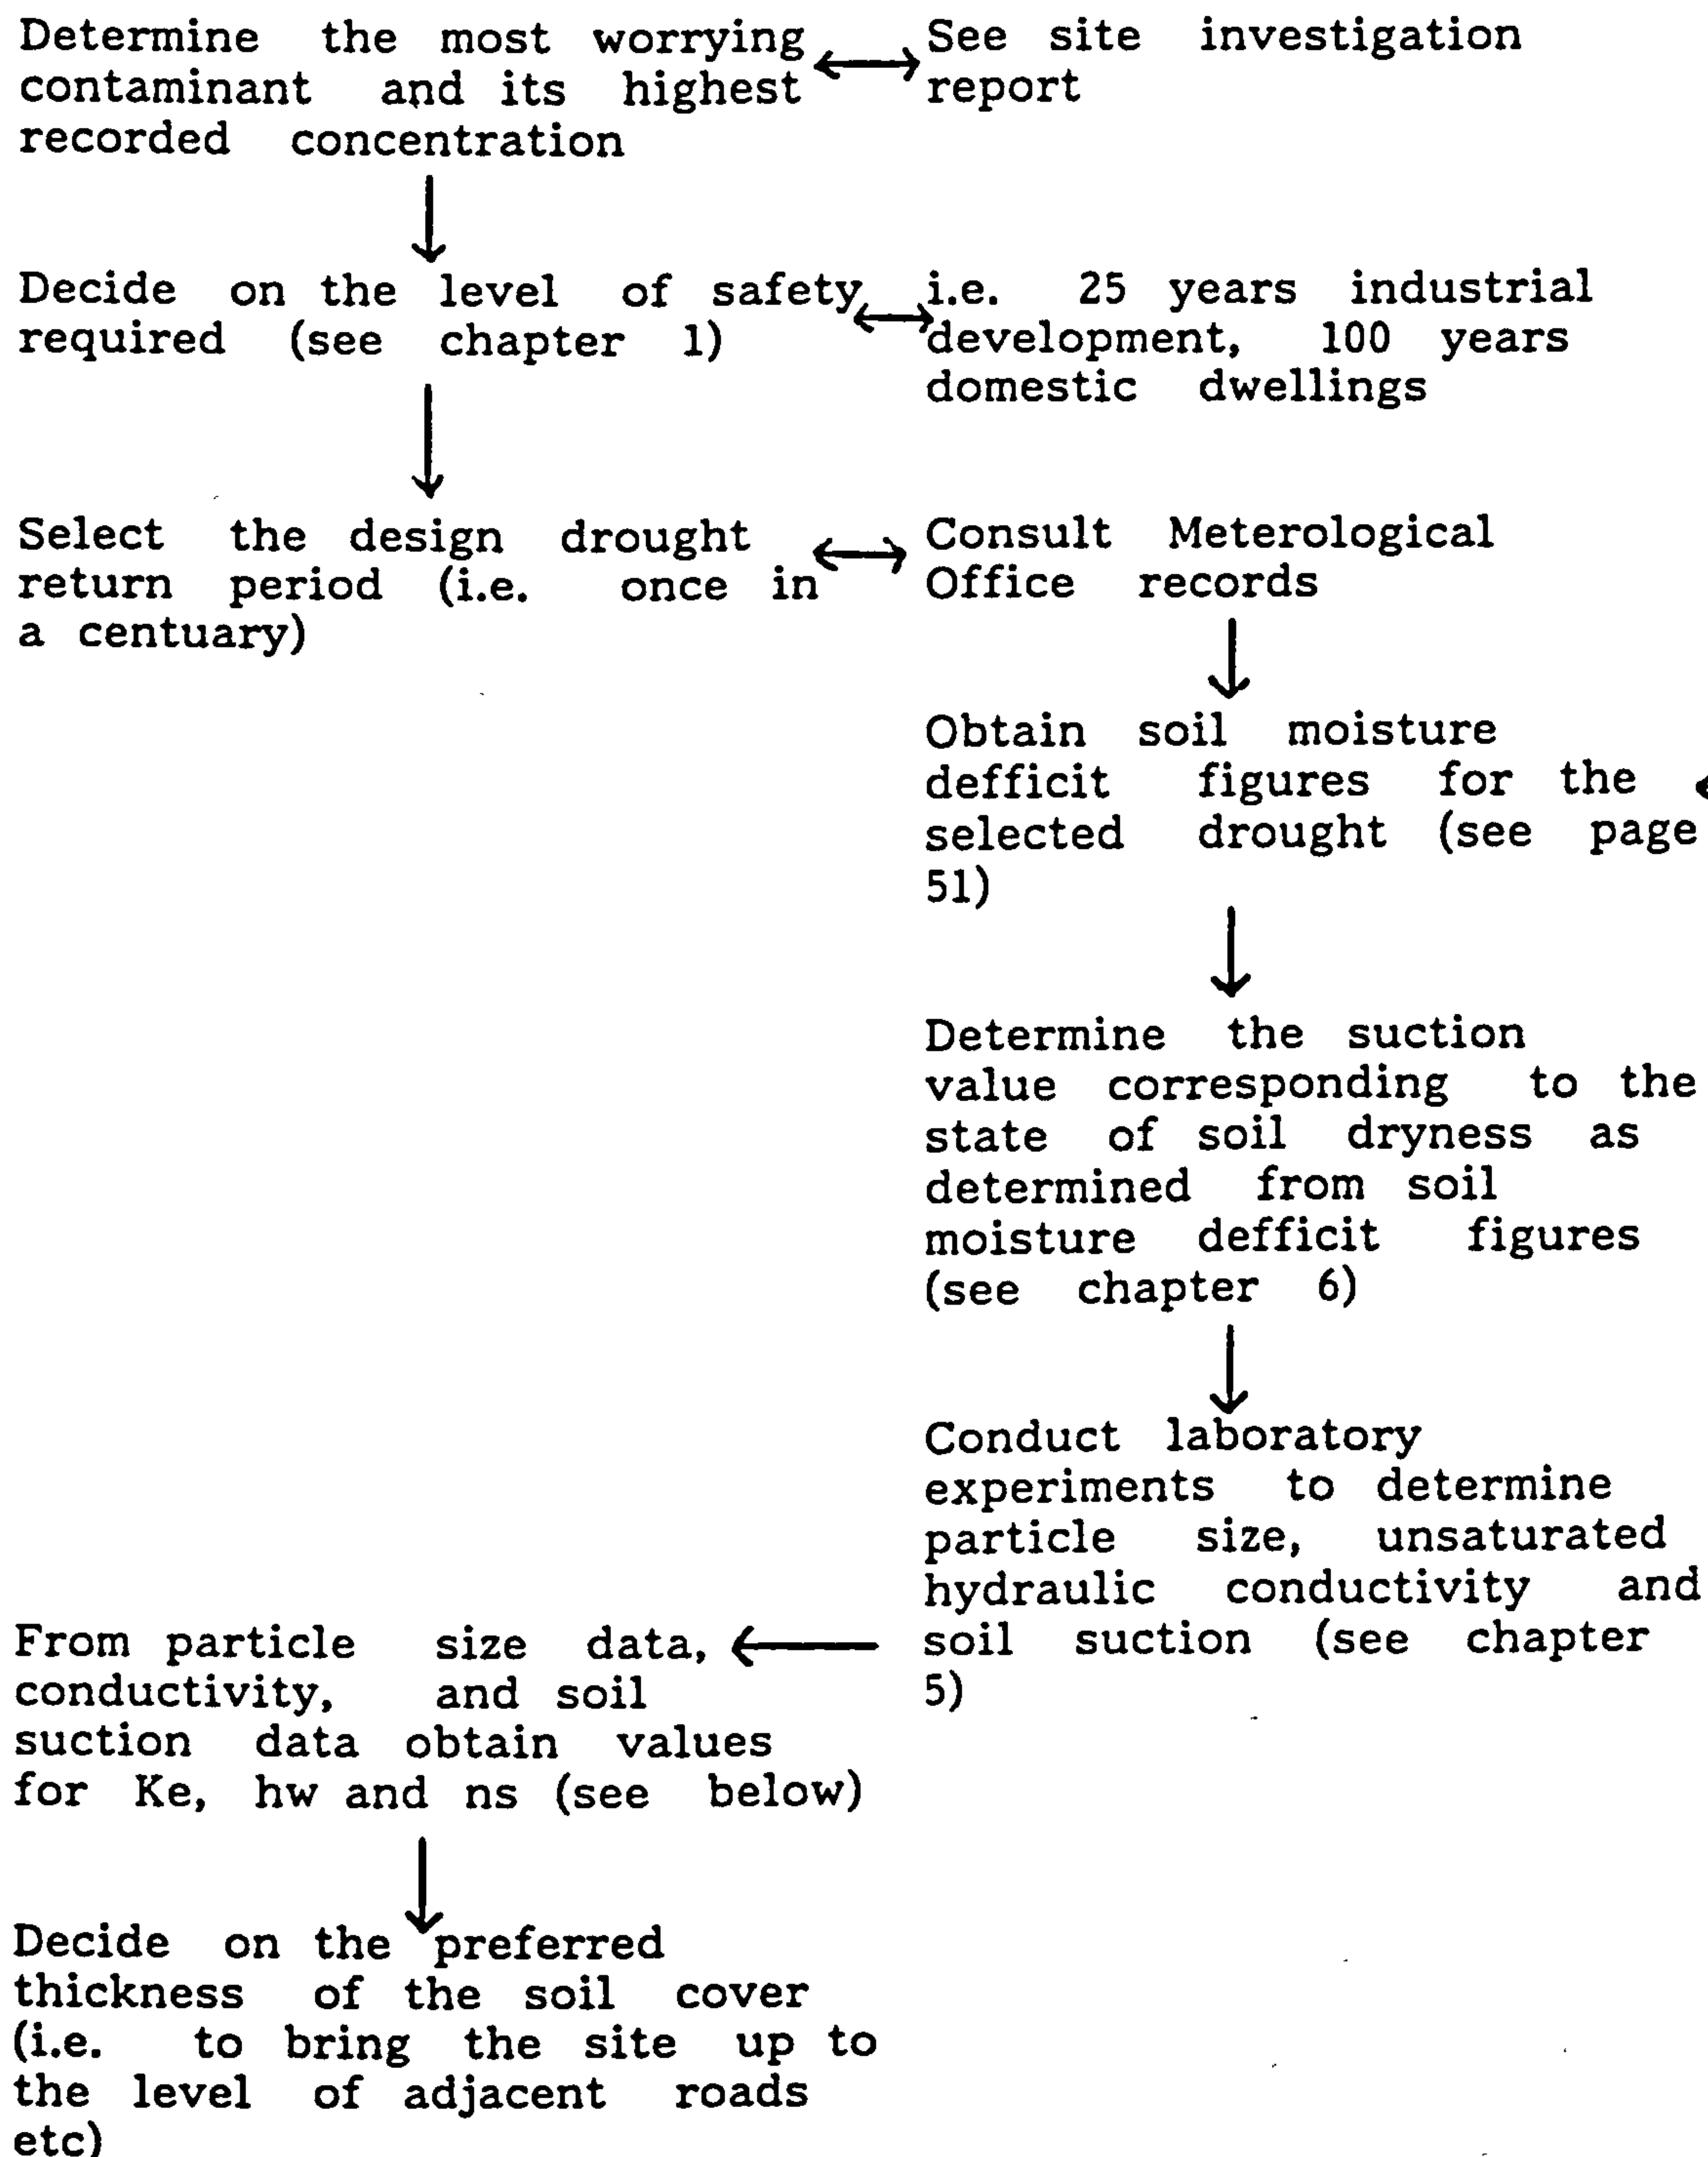 Determine the most worrying
contaminant and its highest
recorded concentration
See site investigation
report
Decide on the level of safety
required (see chapter 1)
i.e. 25 years industrial
development, 100 years
domestic dwellings
Select the design drought
return period (i.e. once in
a centuary)
Consult Meterological
Office records
Obtain soil moisture
defficit figures for the
selected drought (see page
51)
Determine the suction
value corresponding to the
state of soil dryness as
determined from soil
moisture defficit figures
(see chapter 6)
Conduct laboratory
experiments to determine
particle size, unsaturated
hydraulic conductivity and
soil suction (see chapter
5)
From particle size data,
conductivity, and soil
suction data obtain values
for Ke, hw and ns (see below)
Decide on the preferred
thickness of the soil cover
(i.e. to bring the site up to
the level of adjacent roads
etc)